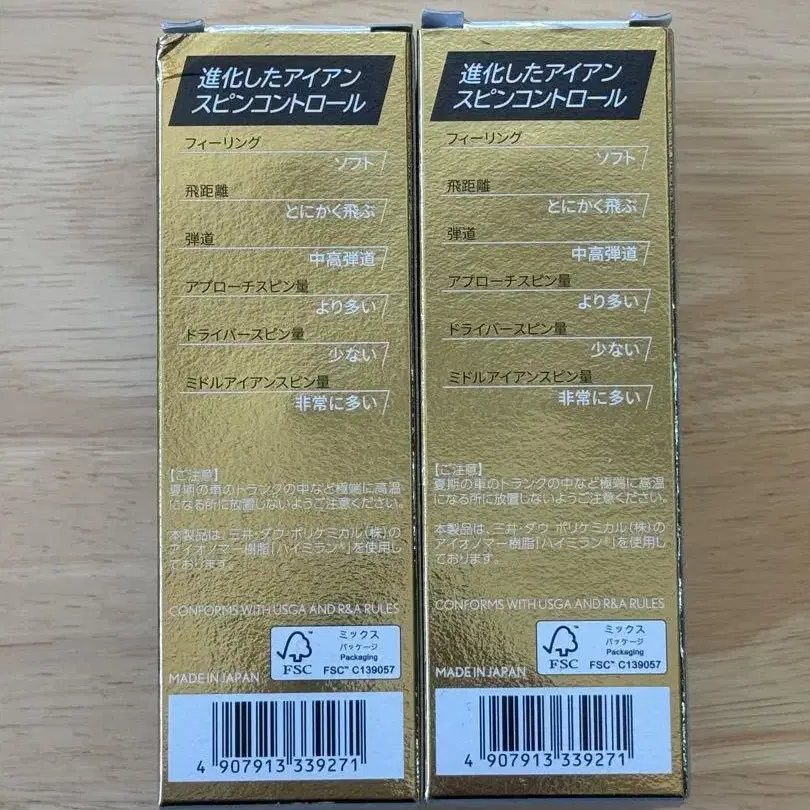 進化したアイアン
スピンコントロール
フィーリング
ソフト
飛距離
とにかく飛ぶ
弾道
中高弾道
アプローチスピン量
より多い
ドライバースピン量
少ない
ミドルアイアンスピン量
非常に多い
【ご注意】
夏期の車のトランクの中など極端に高温
になる所に放置しないようご注意ください。
本製品は、三井・ダウ ポリケミカル(株)の
アイオノマー樹脂「ハイミラン®」を使用し
ております。
CONFORMS WITH USGA AND R&A RULES
FSC
ミックス
パッケージ
Packaging
FSC™ C139057
MADE IN JAPAN
4 907913 339271
進化したアイアン
スピンコントロール
フィーリング
ソフト
飛距離
とにかく飛ぶ
弾道
中高弾道
アプローチスピン量
より多い
ドライバースピン量
少ない
ミドルアイアンスピン量
非常に多い
【ご注意】
夏期の車のトランクの中など極端に高温
になる所に放置しないようご注意ください。
本製品は、三井・ダウ ポリケミカル(株)の
アイオノマー樹脂「ハイミラン®」を使用し
ております。
CONFORMS WITH USGA AND R&A RULES
FSC
ミックス
パッケージ
Packaging
FSC™ C139057
MADE IN JAPAN
4 907913 339271